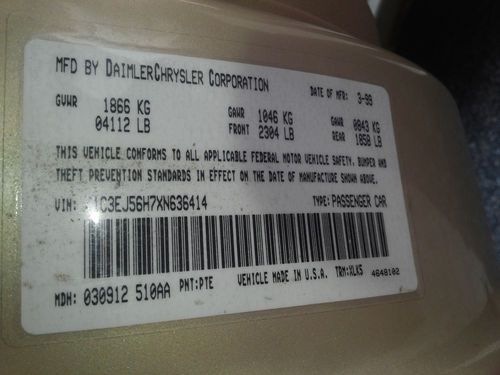 MFD BY DAIMLERCHRYSLER CORPORATION DATE OF MFR: 3-99
GVWR 1866 KG GAWR 1046 KG GAWR 0843 KG
04112 LB FRONT 2304 LB REAR 1858 LB
THIS VEHICLE CONFORMS TO ALL APPLICABLE FEDERAL MOTOR VEHICLE SAFETY, BUMPER AND
THEFT PREVENTION STANDARDS IN EFFECT ON THE DATE OF MANUFACTURE SHOWN ABOVE.
VIN: 1C3EJ56H7XN636414 TYPE: PASSENGER CAR
MDH: 030912 510AA PNT: PTE VEHICLE MADE IN U.S.A. TRM: XLK5 4648102